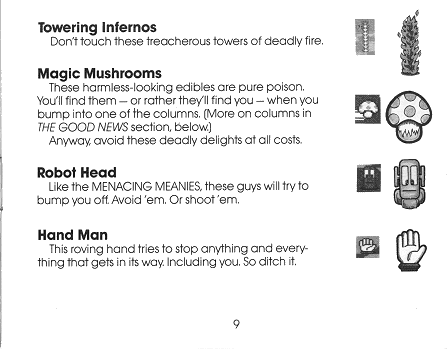 Towering Infernos
Don't touch these treacherous towers of deadly fire.
Magic Mushrooms
These harmless-looking edibles are pure poison.
You'll find them — or rather they'll find you — when you
bump into one of the columns. (More on columns in
THE GOOD NEWS section, below.)
Anyway, avoid these deadly delights at all costs.
Robot Head
Like the MENACING MEANIES, these guys will try to
bump you off. Avoid 'em. Or shoot 'em.
Hand Man
This roving hand tries to stop anything and every-
thing that gets in its way. Including you. So ditch it.
9